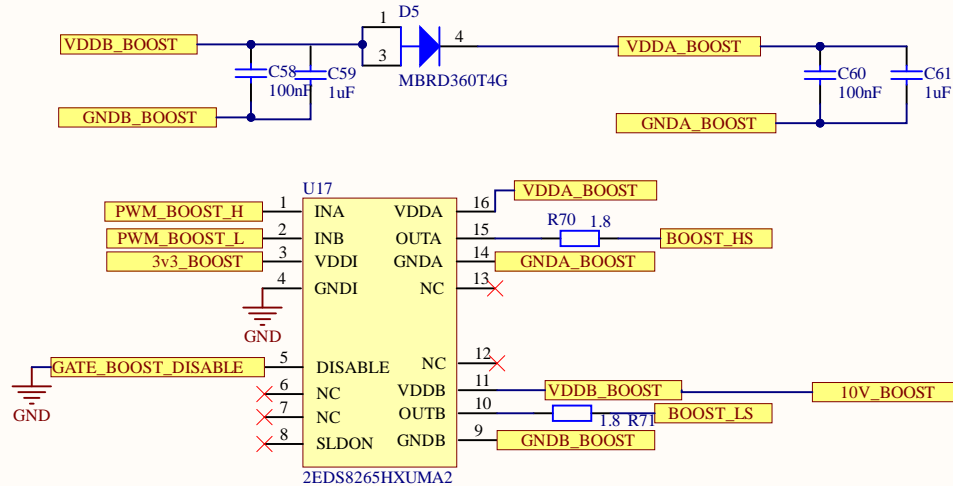 D5
1
VDDB_BOOST
4
VDDA_BOOST
3
C58
C59
C60
C61
MBRD360T4G
100nF
1uF
100nF
1uF
GNDB_BOOST
GNDA_BOOST
U17
VDDA_BOOST
PWM_BOOST_H
1
INA
VDDA
16
R70
1.8
PWM_BOOST_L
2
INB
OUTA
15
BOOST_HS
3v3_BOOST
3
VDDI
GNDA
14
GNDA_BOOST
4
GNDI
NC
13
GND
GATE_BOOST_DISABLE
5
DISABLE
NC
12
GND
6
NC
VDDB
11
VDDB_BOOST
10V_BOOST
7
NC
OUTB
10
BOOST_LS
1.8
R71
8
SLDON
GNDB
9
GNDB_BOOST
2EDS8265HXUMA2